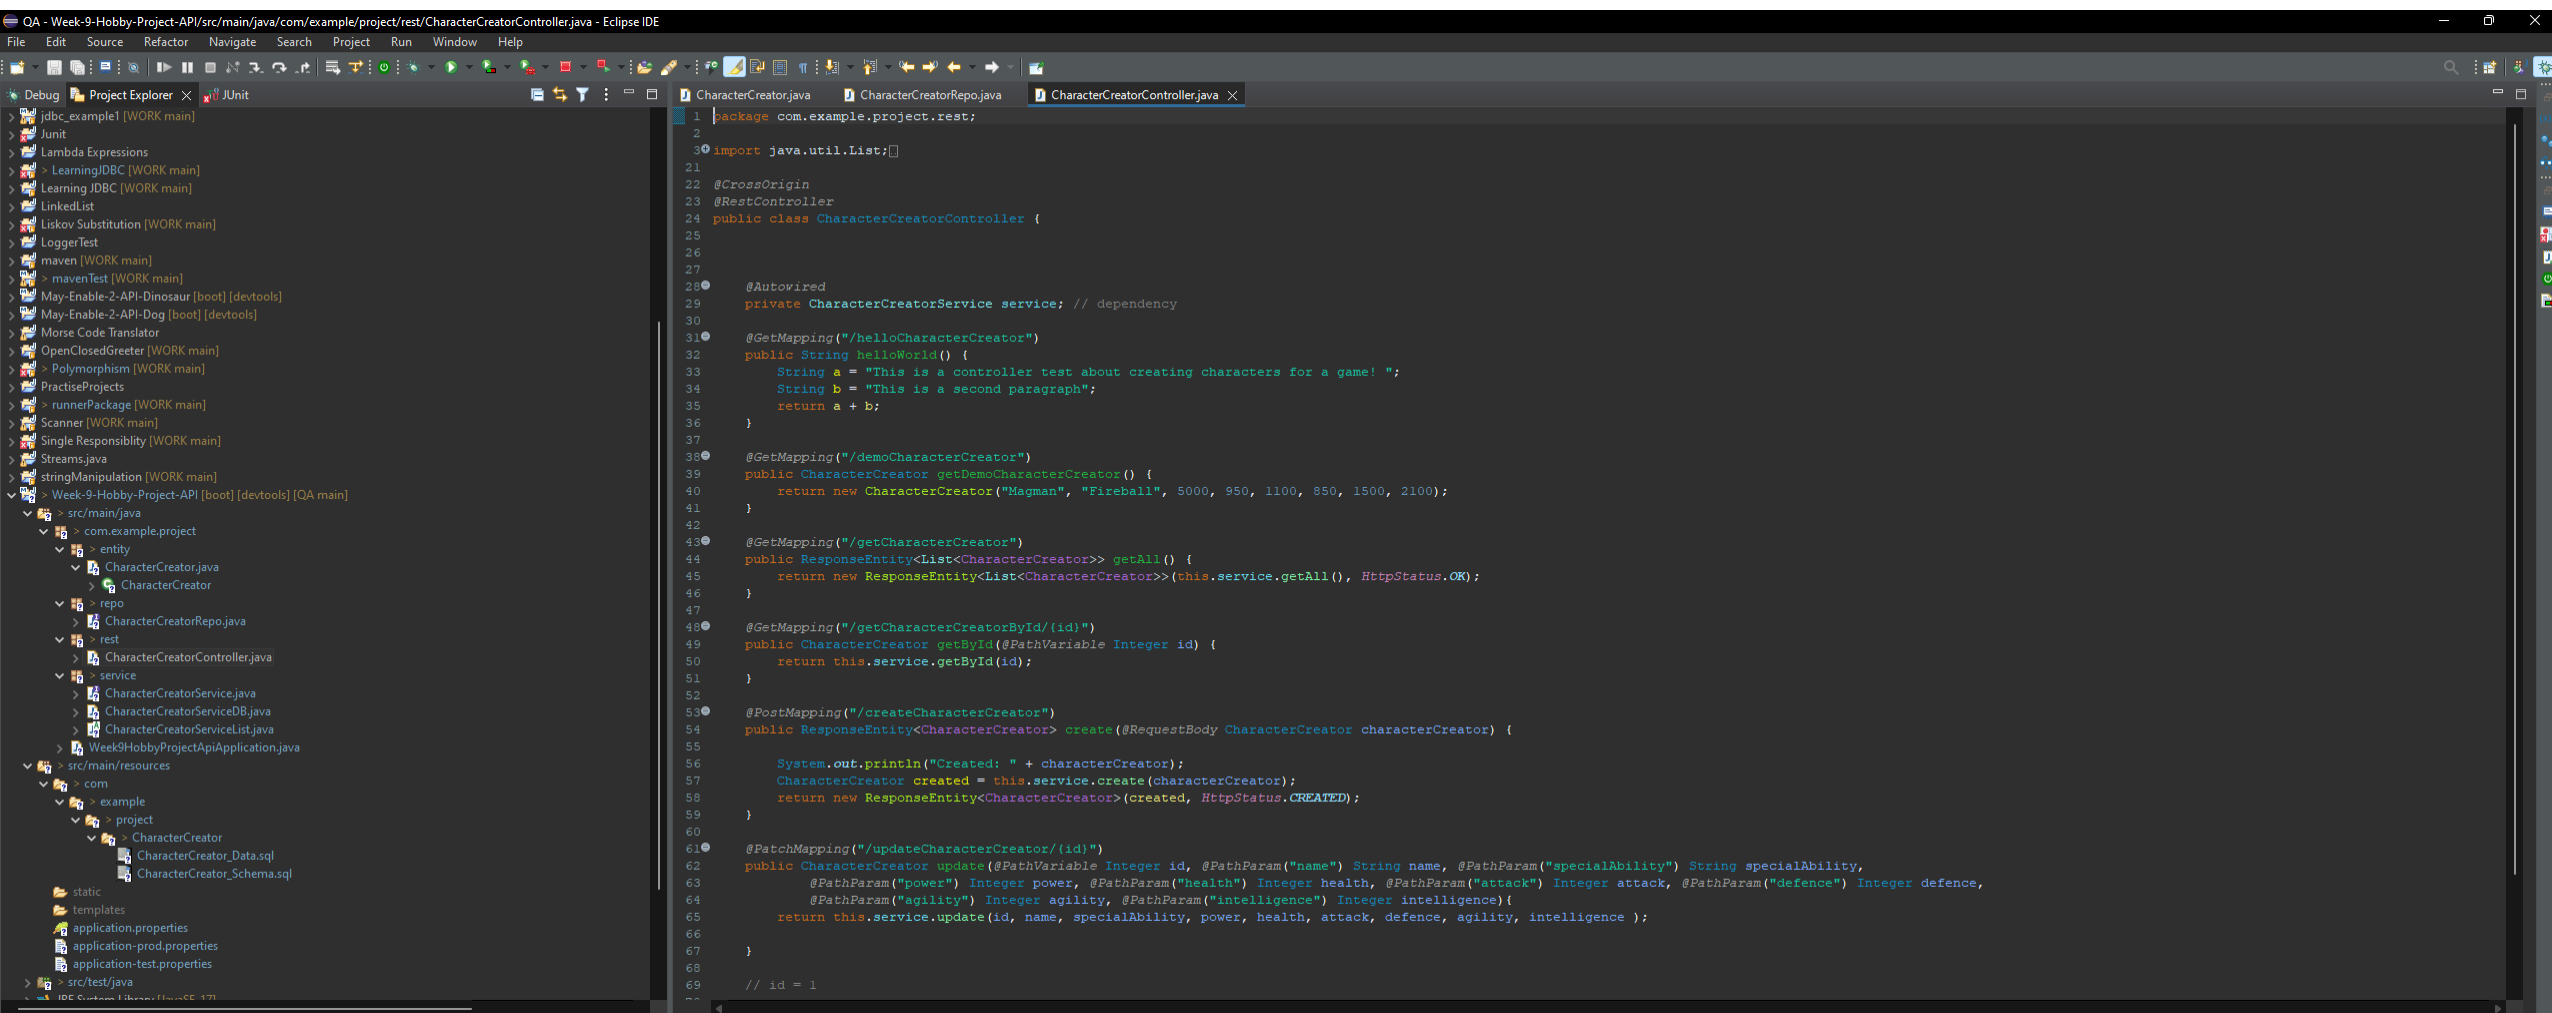 QA - Week-9-Hobby-Project-API/src/main/java/com/example/project/rest/CharacterCreatorController.java - Eclipse IDE
File Edit Source Refactor Navigate Search Project Run Window Help
Debug Project Explorer JUnit
jdbc_example1 [WORK main]
Junit
Lambda Expressions
> LearningJDBC [WORK main]
Learning JDBC [WORK main]
LinkedList
Liskov Substitution [WORK main]
LoggerTest
maven [WORK main]
> mavenTest [WORK main]
May-Enable-2-API-Dinosaur [boot] [devtools]
May-Enable-2-API-Dog [boot] [devtools]
Morse Code Translator
OpenClosedGreeter [WORK main]
> Polymorphism [WORK main]
PractiseProjects
> runnerPackage [WORK main]
Scanner [WORK main]
Single Responsiblity [WORK main]
Streams.java
stringManipulation [WORK main]
> Week-9-Hobby-Project-API [boot] [devtools] [QA main]
> src/main/java
> com.example.project
> entity
CharacterCreator.java
CharacterCreator
> repo
CharacterCreatorRepo.java
> rest
CharacterCreatorController.java
> service
CharacterCreatorService.java
CharacterCreatorServiceDB.java
CharacterCreatorServiceList.java
Week9HobbyProjectApiApplication.java
> src/main/resources
> com
> example
> project
> CharacterCreator
CharacterCreator_Data.sql
CharacterCreator_Schema.sql
static
templates
application.properties
application-prod.properties
application-test.properties
> src/test/java
JRE System Library [JavaSE-17]
CharacterCreator.java CharacterCreatorRepo.java CharacterCreatorController.java
1 package com.example.project.rest;
2
3 import java.util.List;
21
22 @CrossOrigin
23 @RestController
24 public class CharacterCreatorController {
25
26
27
28 @Autowired
29 private CharacterCreatorService service; // dependency
30
31 @GetMapping("/helloCharacterCreator")
32 public String helloWorld() {
33 String a = "This is a controller test about creating characters for a game! ";
34 String b = "This is a second paragraph";
35 return a + b;
36 }
37
38 @GetMapping("/demoCharacterCreator")
39 public CharacterCreator getDemoCharacterCreator() {
40 return new CharacterCreator("Magman", "Fireball", 5000, 950, 1100, 850, 1500, 2100);
41 }
42
43 @GetMapping("/getCharacterCreator")
44 public ResponseEntity<List<CharacterCreator>> getAll() {
45 return new ResponseEntity<List<CharacterCreator>>(this.service.getAll(), HttpStatus.OK);
46 }
47
48 @GetMapping("/getCharacterCreatorById/{id}")
49 public CharacterCreator getById(@PathVariable Integer id) {
50 return this.service.getById(id);
51 }
52
53 @PostMapping("/createCharacterCreator")
54 public ResponseEntity<CharacterCreator> create(@RequestBody CharacterCreator characterCreator) {
55
56 System.out.println("Created: " + characterCreator);
57 CharacterCreator created = this.service.create(characterCreator);
58 return new ResponseEntity<CharacterCreator>(created, HttpStatus.CREATED);
59 }
60
61 @PatchMapping("/updateCharacterCreator/{id}")
62 public CharacterCreator update(@PathVariable Integer id, @PathParam("name") String name, @PathParam("specialAbility") String specialAbility,
63 @PathParam("power") Integer power, @PathParam("health") Integer health, @PathParam("attack") Integer attack, @PathParam("defence") Integer defence,
64 @PathParam("agility") Integer agility, @PathParam("intelligence") Integer intelligence){
65 return this.service.update(id, name, specialAbility, power, health, attack, defence, agility, intelligence );
66
67 }
68
69 // id = 1